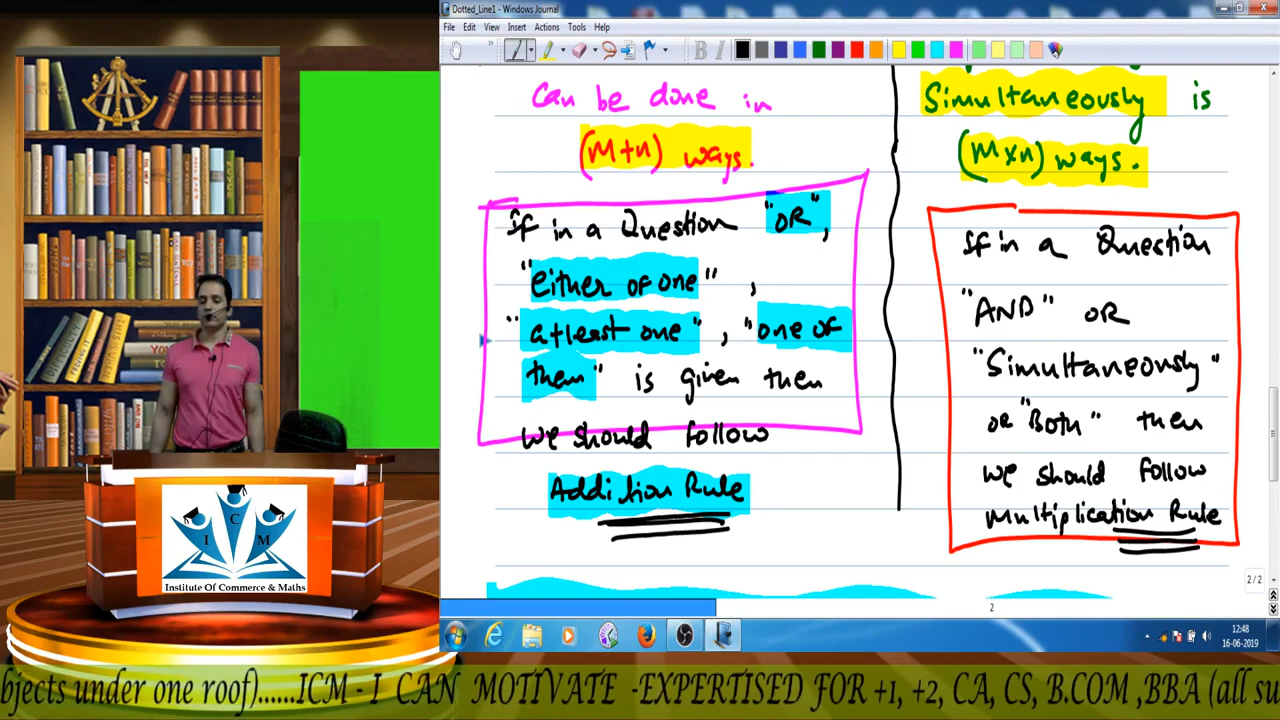 Dotted_Line1 - Windows Journal
File Edit View Insert Actions Tools Help
Can be done in
(M+n) ways.
If in a Question "OR",
"either of one",
"atleast one", "one of
them" is given then
we should follow
Addition Rule
Simultaneously is
(M×n) ways.
If in a Question
"AND" OR
"Simultaneously"
or "Both" then
we should follow
Multiplication Rule
2/2
2
12:48
16-06-2019
I C M
Institute Of Commerce & Maths
bjects under one roof)......ICM - I CAN MOTIVATE -EXPERTISED FOR +1, +2, CA, CS, B.COM ,BBA (all su